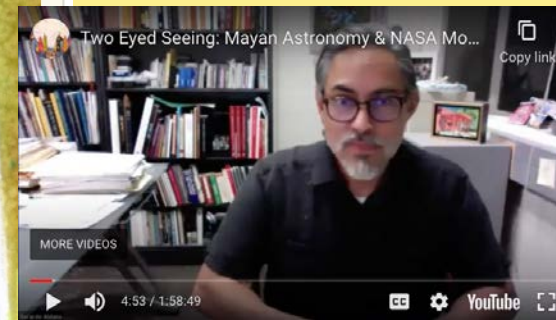 Two Eyed Seeing: Mayan Astronomy & NASA Mo...
Copy link
MORE VIDEOS
4:53 / 1:58:49
CC
YouTube